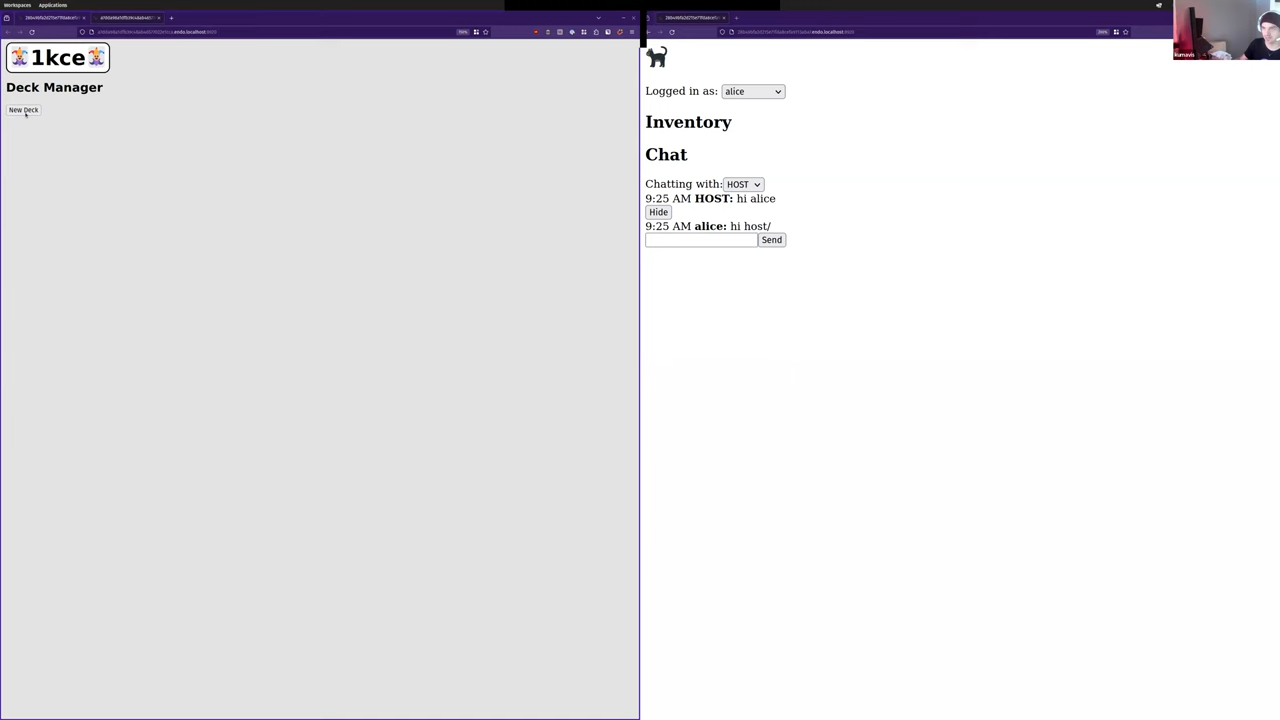 Workspaces Applications
1kce
Deck Manager
New Deck
Logged in as: alice
Inventory
Chat
Chatting with: HOST
9:25 AM HOST: hi alice
Hide
9:25 AM alice: hi host/
Send
kumavis